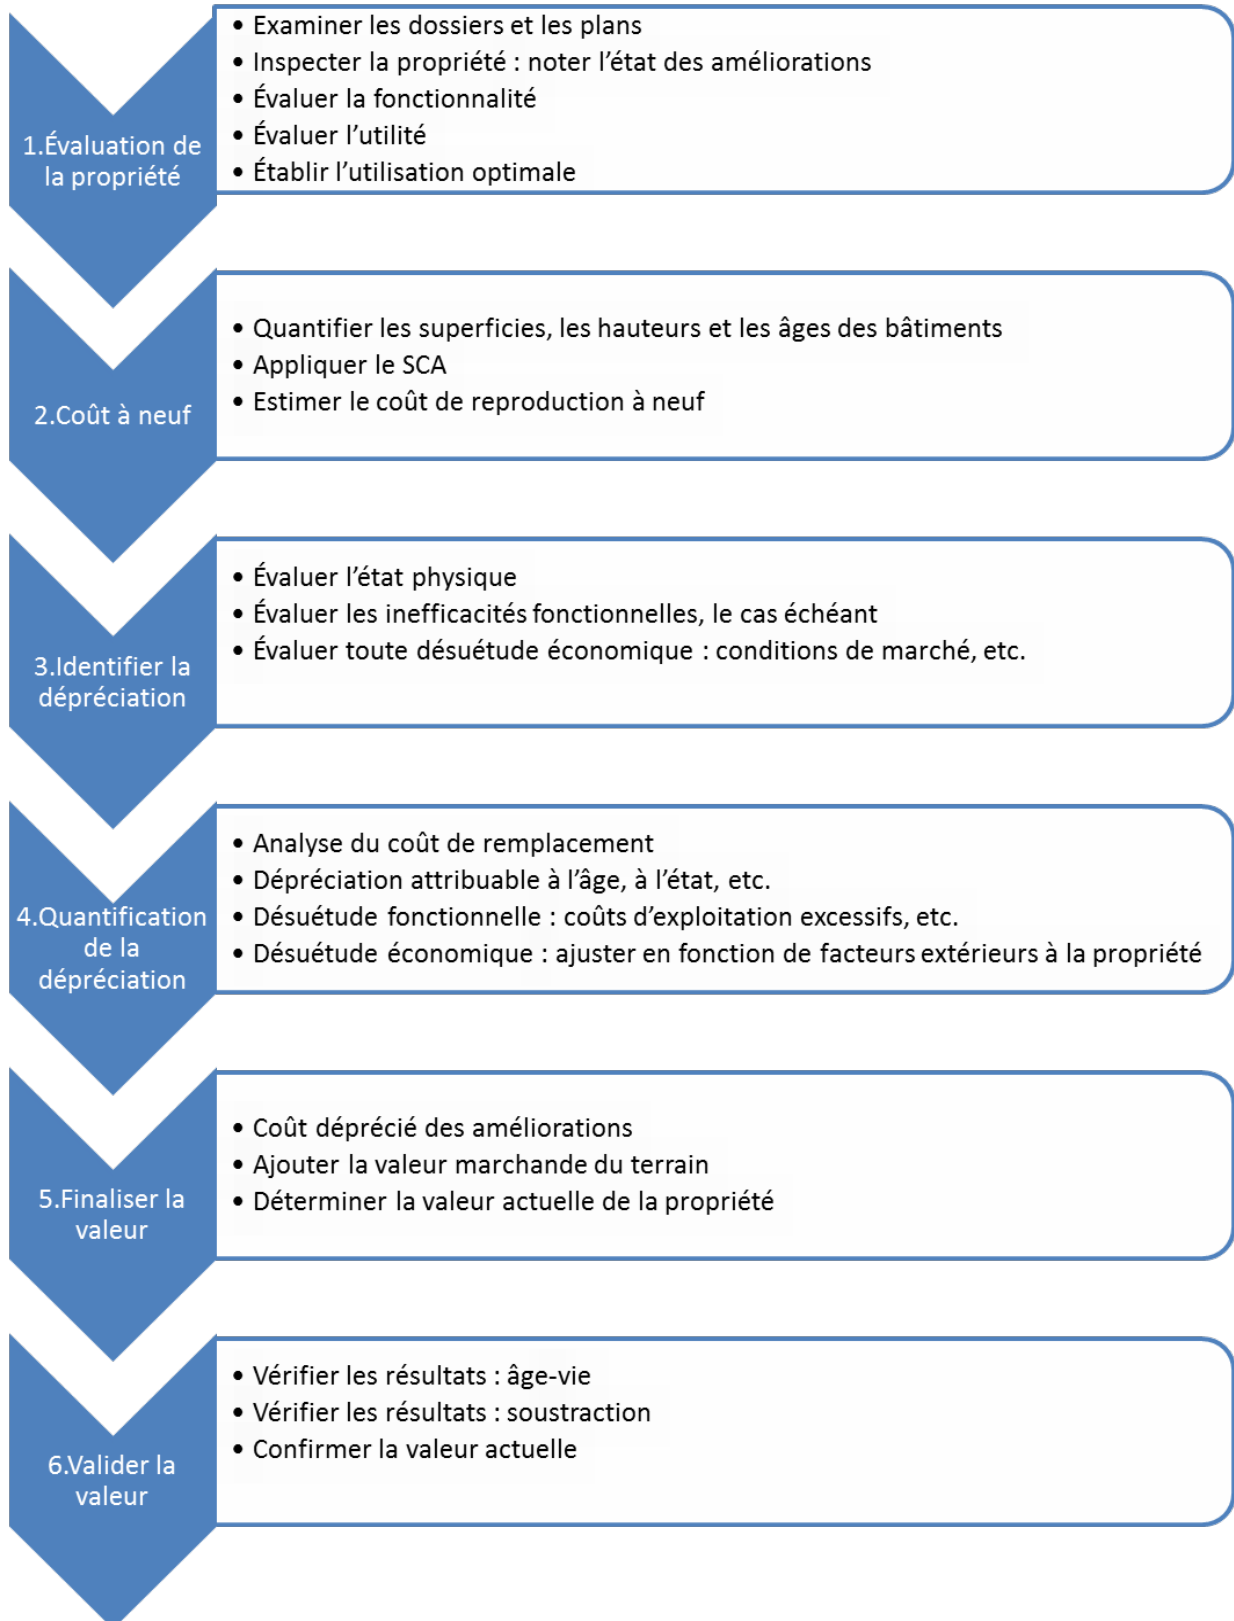 1.Évaluation de
la propriété
• Examiner les dossiers et les plans
• Inspecter la propriété : noter l’état des améliorations
• Évaluer la fonctionnalité
• Évaluer l’utilité
• Établir l’utilisation optimale
2.Coût à neuf
• Quantifier les superficies, les hauteurs et les âges des bâtiments
• Appliquer le SCA
• Estimer le coût de reproduction à neuf
3.Identifier la
dépréciation
• Évaluer l’état physique
• Évaluer les inefficacités fonctionnelles, le cas échéant
• Évaluer toute désuétude économique : conditions de marché, etc.
4.Quantification
de la
dépréciation
• Analyse du coût de remplacement
• Dépréciation attribuable à l’âge, à l’état, etc.
• Désuétude fonctionnelle : coûts d’exploitation excessifs, etc.
• Désuétude économique : ajuster en fonction de facteurs extérieurs à la propriété
5.Finaliser la
valeur
• Coût déprécié des améliorations
• Ajouter la valeur marchande du terrain
• Déterminer la valeur actuelle de la propriété
6.Valider la
valeur
• Vérifier les résultats : âge-vie
• Vérifier les résultats : soustraction
• Confirmer la valeur actuelle